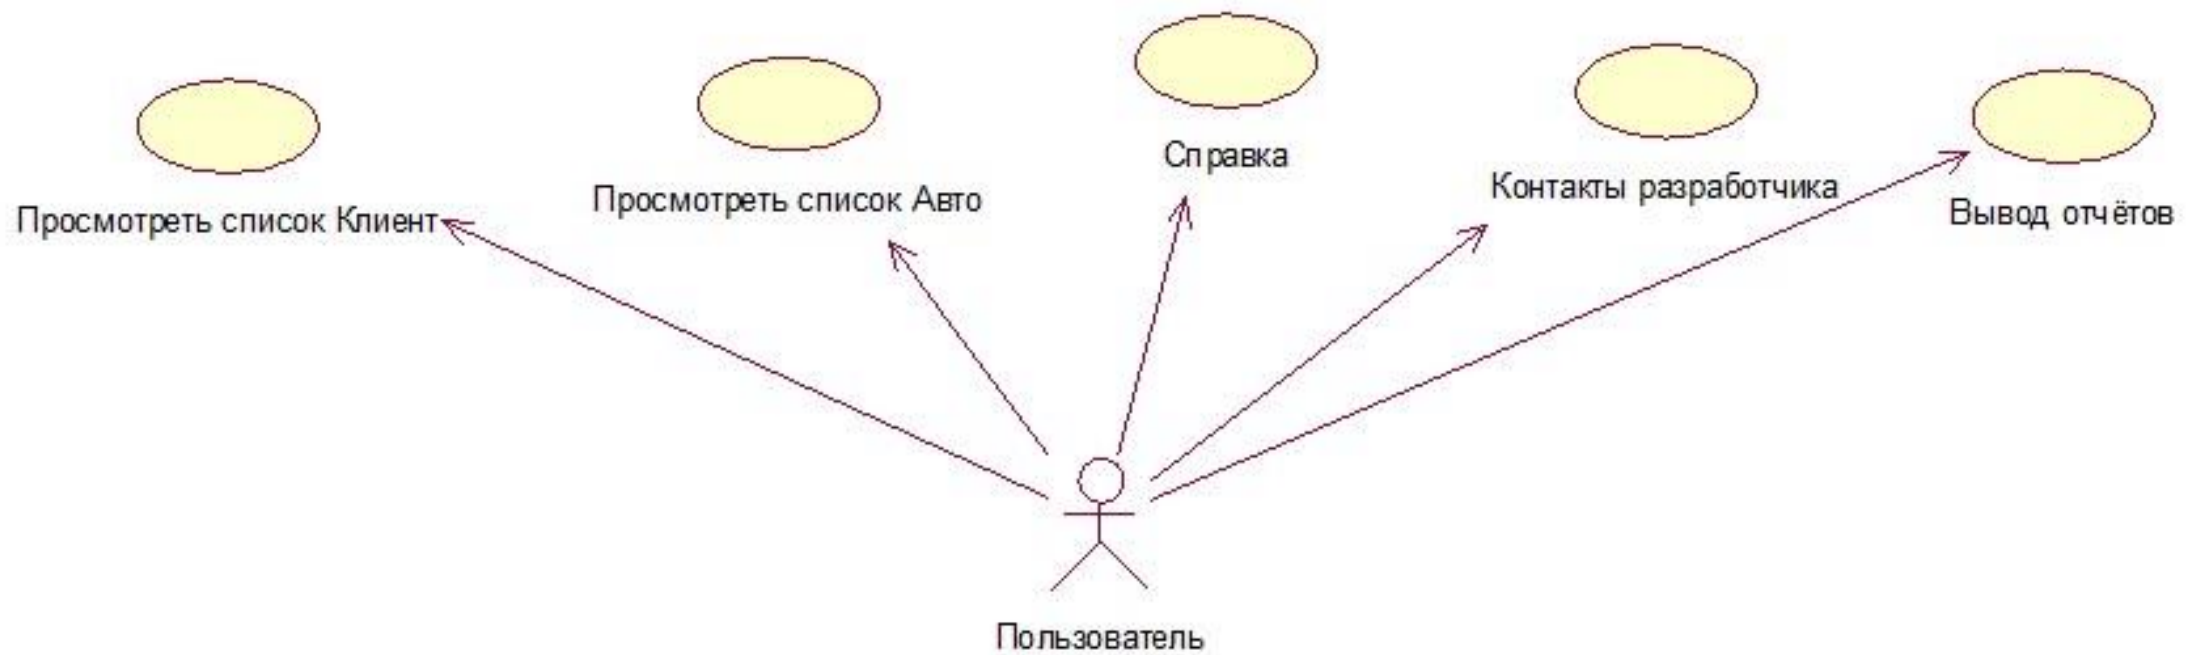 Просмотреть список Клиент
Просмотреть список Авто
Справка
Контакты разработчика
Вывод отчётов
Пользователь